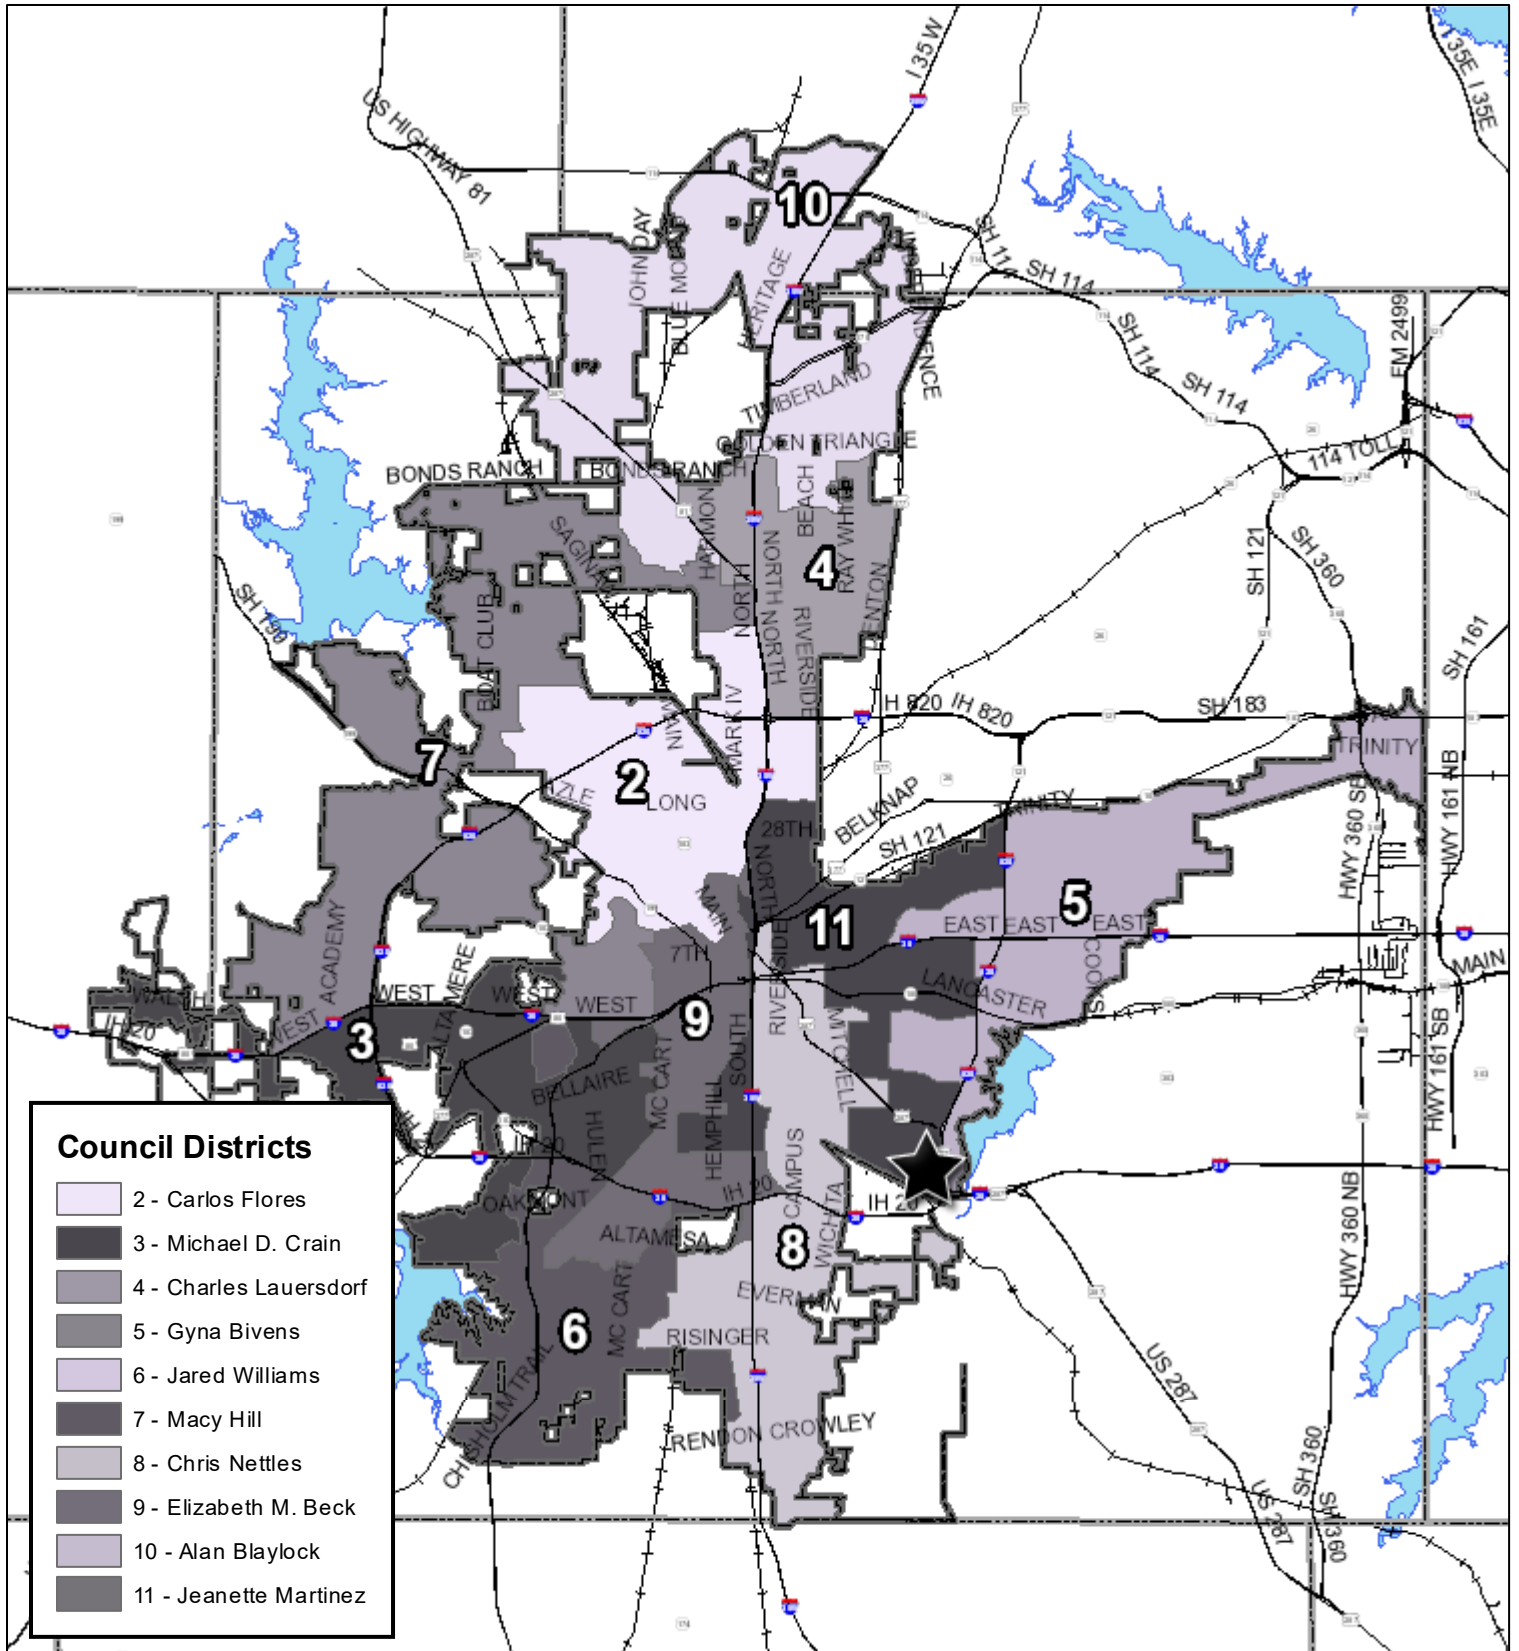 I 35W
I 35E
I 35E
US HIGHWAY 81
10
JOHN DAY
SH 114
SH 114
HERITAGE
SH 114
FM 2499
TIMBERLAND
SH 114
GOLDEN TRIANGLE
BONDS RANCH
BONDS RANCH
114 TOLL
BEACH
HARMON
RAY WHITE
SAGINAW
4
SH 121
SH 360
NORTH
NORTH
NORTH
SH 199
BOAT CLUB
RIVERSIDE
DENTON
SH 161
MARK IV
IH 820
IH 820
SH 183
TRINITY
7
2
AZLE
LONG
HWY 161 NB
HWY 360 SB
BELKNAP
TRINITY
28TH
SH 121
NORTH
MAIN
11
5
EAST
EAST
EAST
ACADEMY
7TH
RIVERSIDE
COOKS
MAIN
WALSH
WEST
WEST
WEST
LANCASTER
ALTAMERE
IH 20
WEST
3
9
MITCHELL
HWY 161 SB
SOUTH
MC CART
BELLAIRE
HULEN
HEMPHILL
IH 20
CAMPUS
OAKMONT
IH 20
WICHITA
IH 20
ALTAMESA
8
HWY 360 NB
EVERMAN
6
MC CART
RISINGER
CHISHOLM TRAIL
US 287
RENDON CROWLEY
SH 360
US 287
SH 360
Council Districts
2 - Carlos Flores
3 - Michael D. Crain
4 - Charles Lauersdorf
5 - Gyna Bivens
6 - Jared Williams
7 - Macy Hill
8 - Chris Nettles
9 - Elizabeth M. Beck
10 - Alan Blaylock
11 - Jeanette Martinez